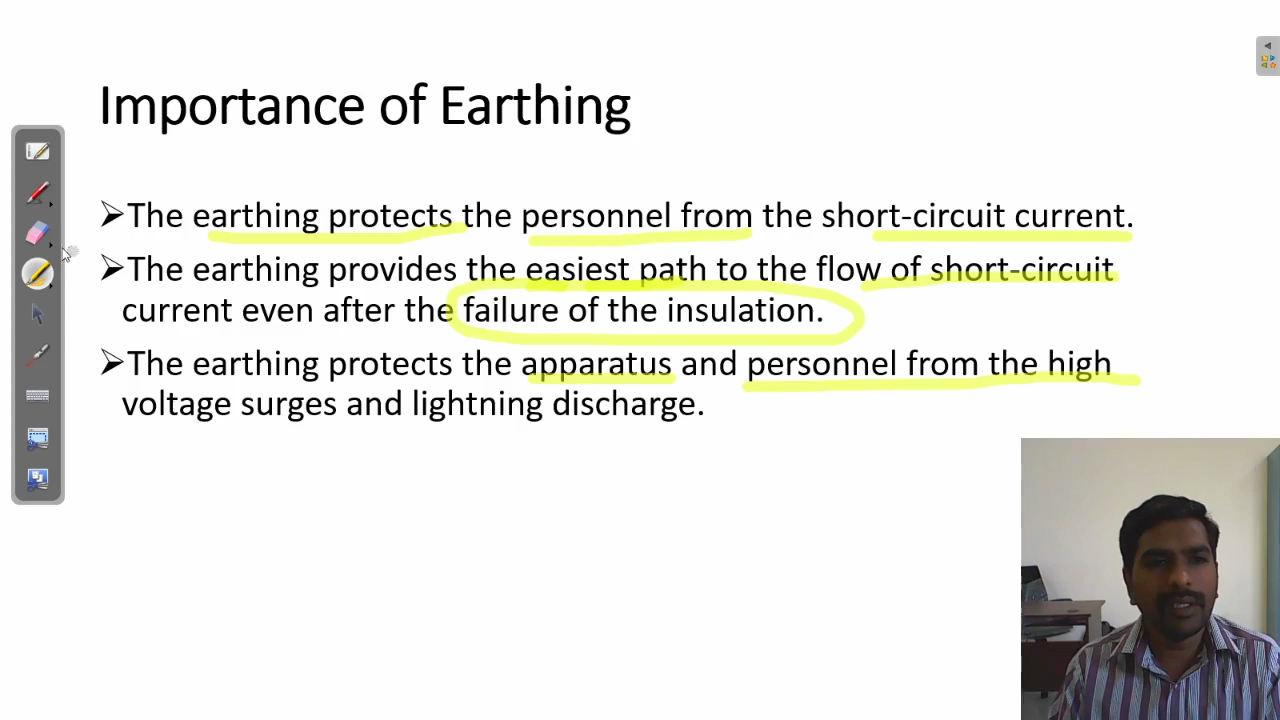 Importance of Earthing
➢The earthing protects the personnel from the short-circuit current.
➢The earthing provides the easiest path to the flow of short-circuit
current even after the failure of the insulation.
➢The earthing protects the apparatus and personnel from the high
voltage surges and lightning discharge.